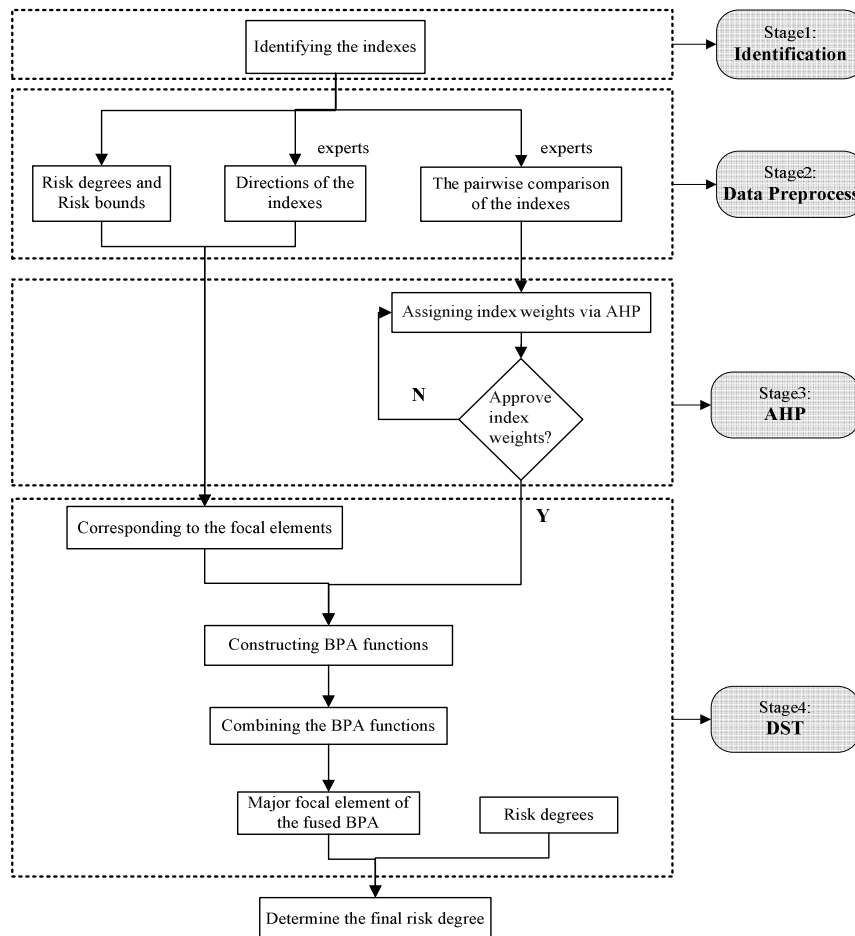 Identifying the indexes
Stage1:
Identification
experts
experts
Risk degrees and
Risk bounds
Directions of the
indexes
The pairwise comparison
of the indexes
Stage2:
Data Preprocess
Assigning index weights via AHP
N
Approve
index
weights?
Stage3:
AHP
Y
Corresponding to the focal elements
Constructing BPA functions
Combining the BPA functions
Stage4:
DST
Major focal element of
the fused BPA
Risk degrees
Determine the final risk degree